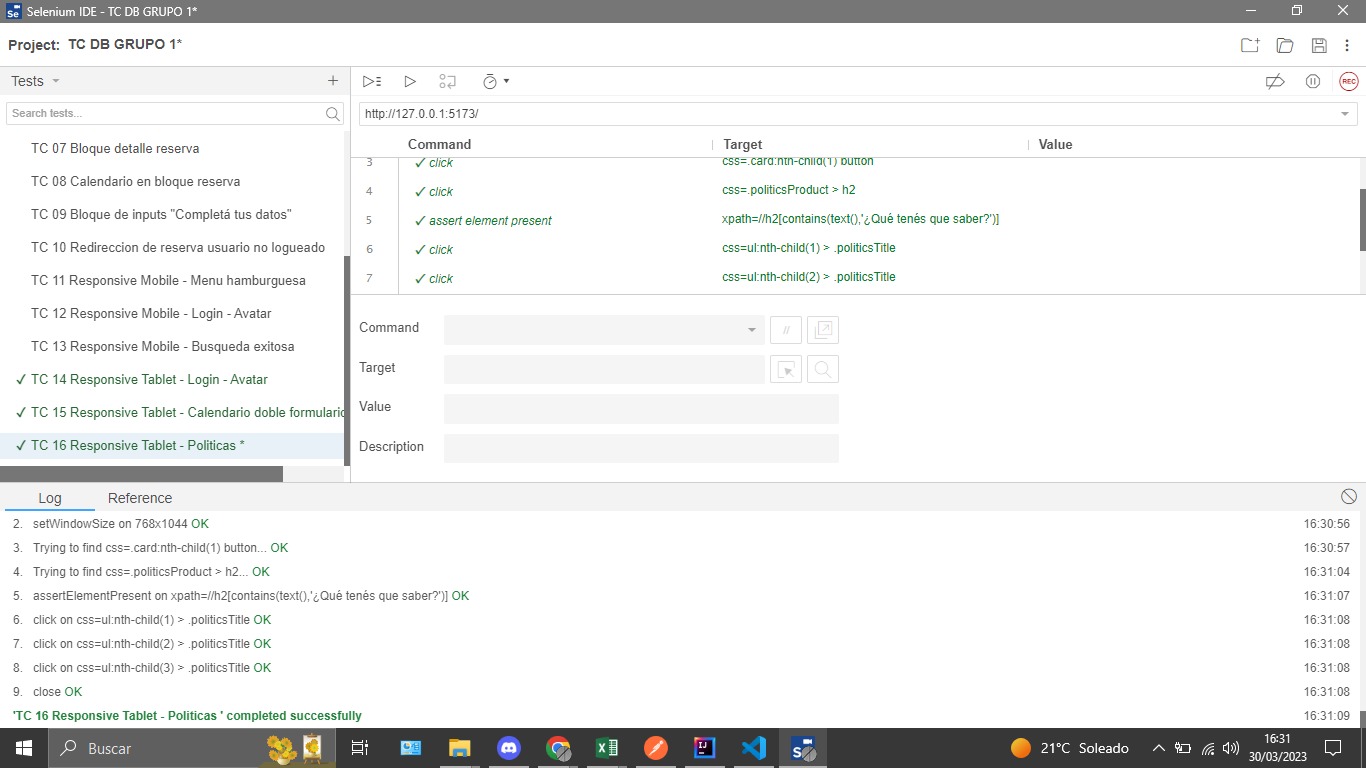 Selenium IDE - TC DB GRUPO 1*
Project: TC DB GRUPO 1*
Tests
Search tests...
TC 07 Bloque detalle reserva
TC 08 Calendario en bloque reserva
TC 09 Bloque de inputs "Completá tus datos"
TC 10 Redireccion de reserva usuario no logueado
TC 11 Responsive Mobile - Menu hamburguesa
TC 12 Responsive Mobile - Login - Avatar
TC 13 Responsive Mobile - Busqueda exitosa
✓ TC 14 Responsive Tablet - Login - Avatar
✓ TC 15 Responsive Tablet - Calendario doble formulario
✓ TC 16 Responsive Tablet - Politicas *
REC
http://127.0.0.1:5173/
Command Target Value
3 ✓ click css=.card:nth-child(1) button
4 ✓ click css=.politicsProduct > h2
5 ✓ assert element present xpath=//h2[contains(text(),'¿Qué tenés que saber?')]
6 ✓ click css=ul:nth-child(1) > .politicsTitle
7 ✓ click css=ul:nth-child(2) > .politicsTitle
Command //
Target
Value
Description
Log Reference
2. setWindowSize on 768x1044 OK 16:30:56
3. Trying to find css=.card:nth-child(1) button... OK 16:30:57
4. Trying to find css=.politicsProduct > h2... OK 16:31:04
5. assertElementPresent on xpath=//h2[contains(text(),'¿Qué tenés que saber?')] OK 16:31:07
6. click on css=ul:nth-child(1) > .politicsTitle OK 16:31:08
7. click on css=ul:nth-child(2) > .politicsTitle OK 16:31:08
8. click on css=ul:nth-child(3) > .politicsTitle OK 16:31:08
9. close OK 16:31:08
'TC 16 Responsive Tablet - Politicas ' completed successfully 16:31:09
Buscar
21°C Soleado
16:31
30/03/2023